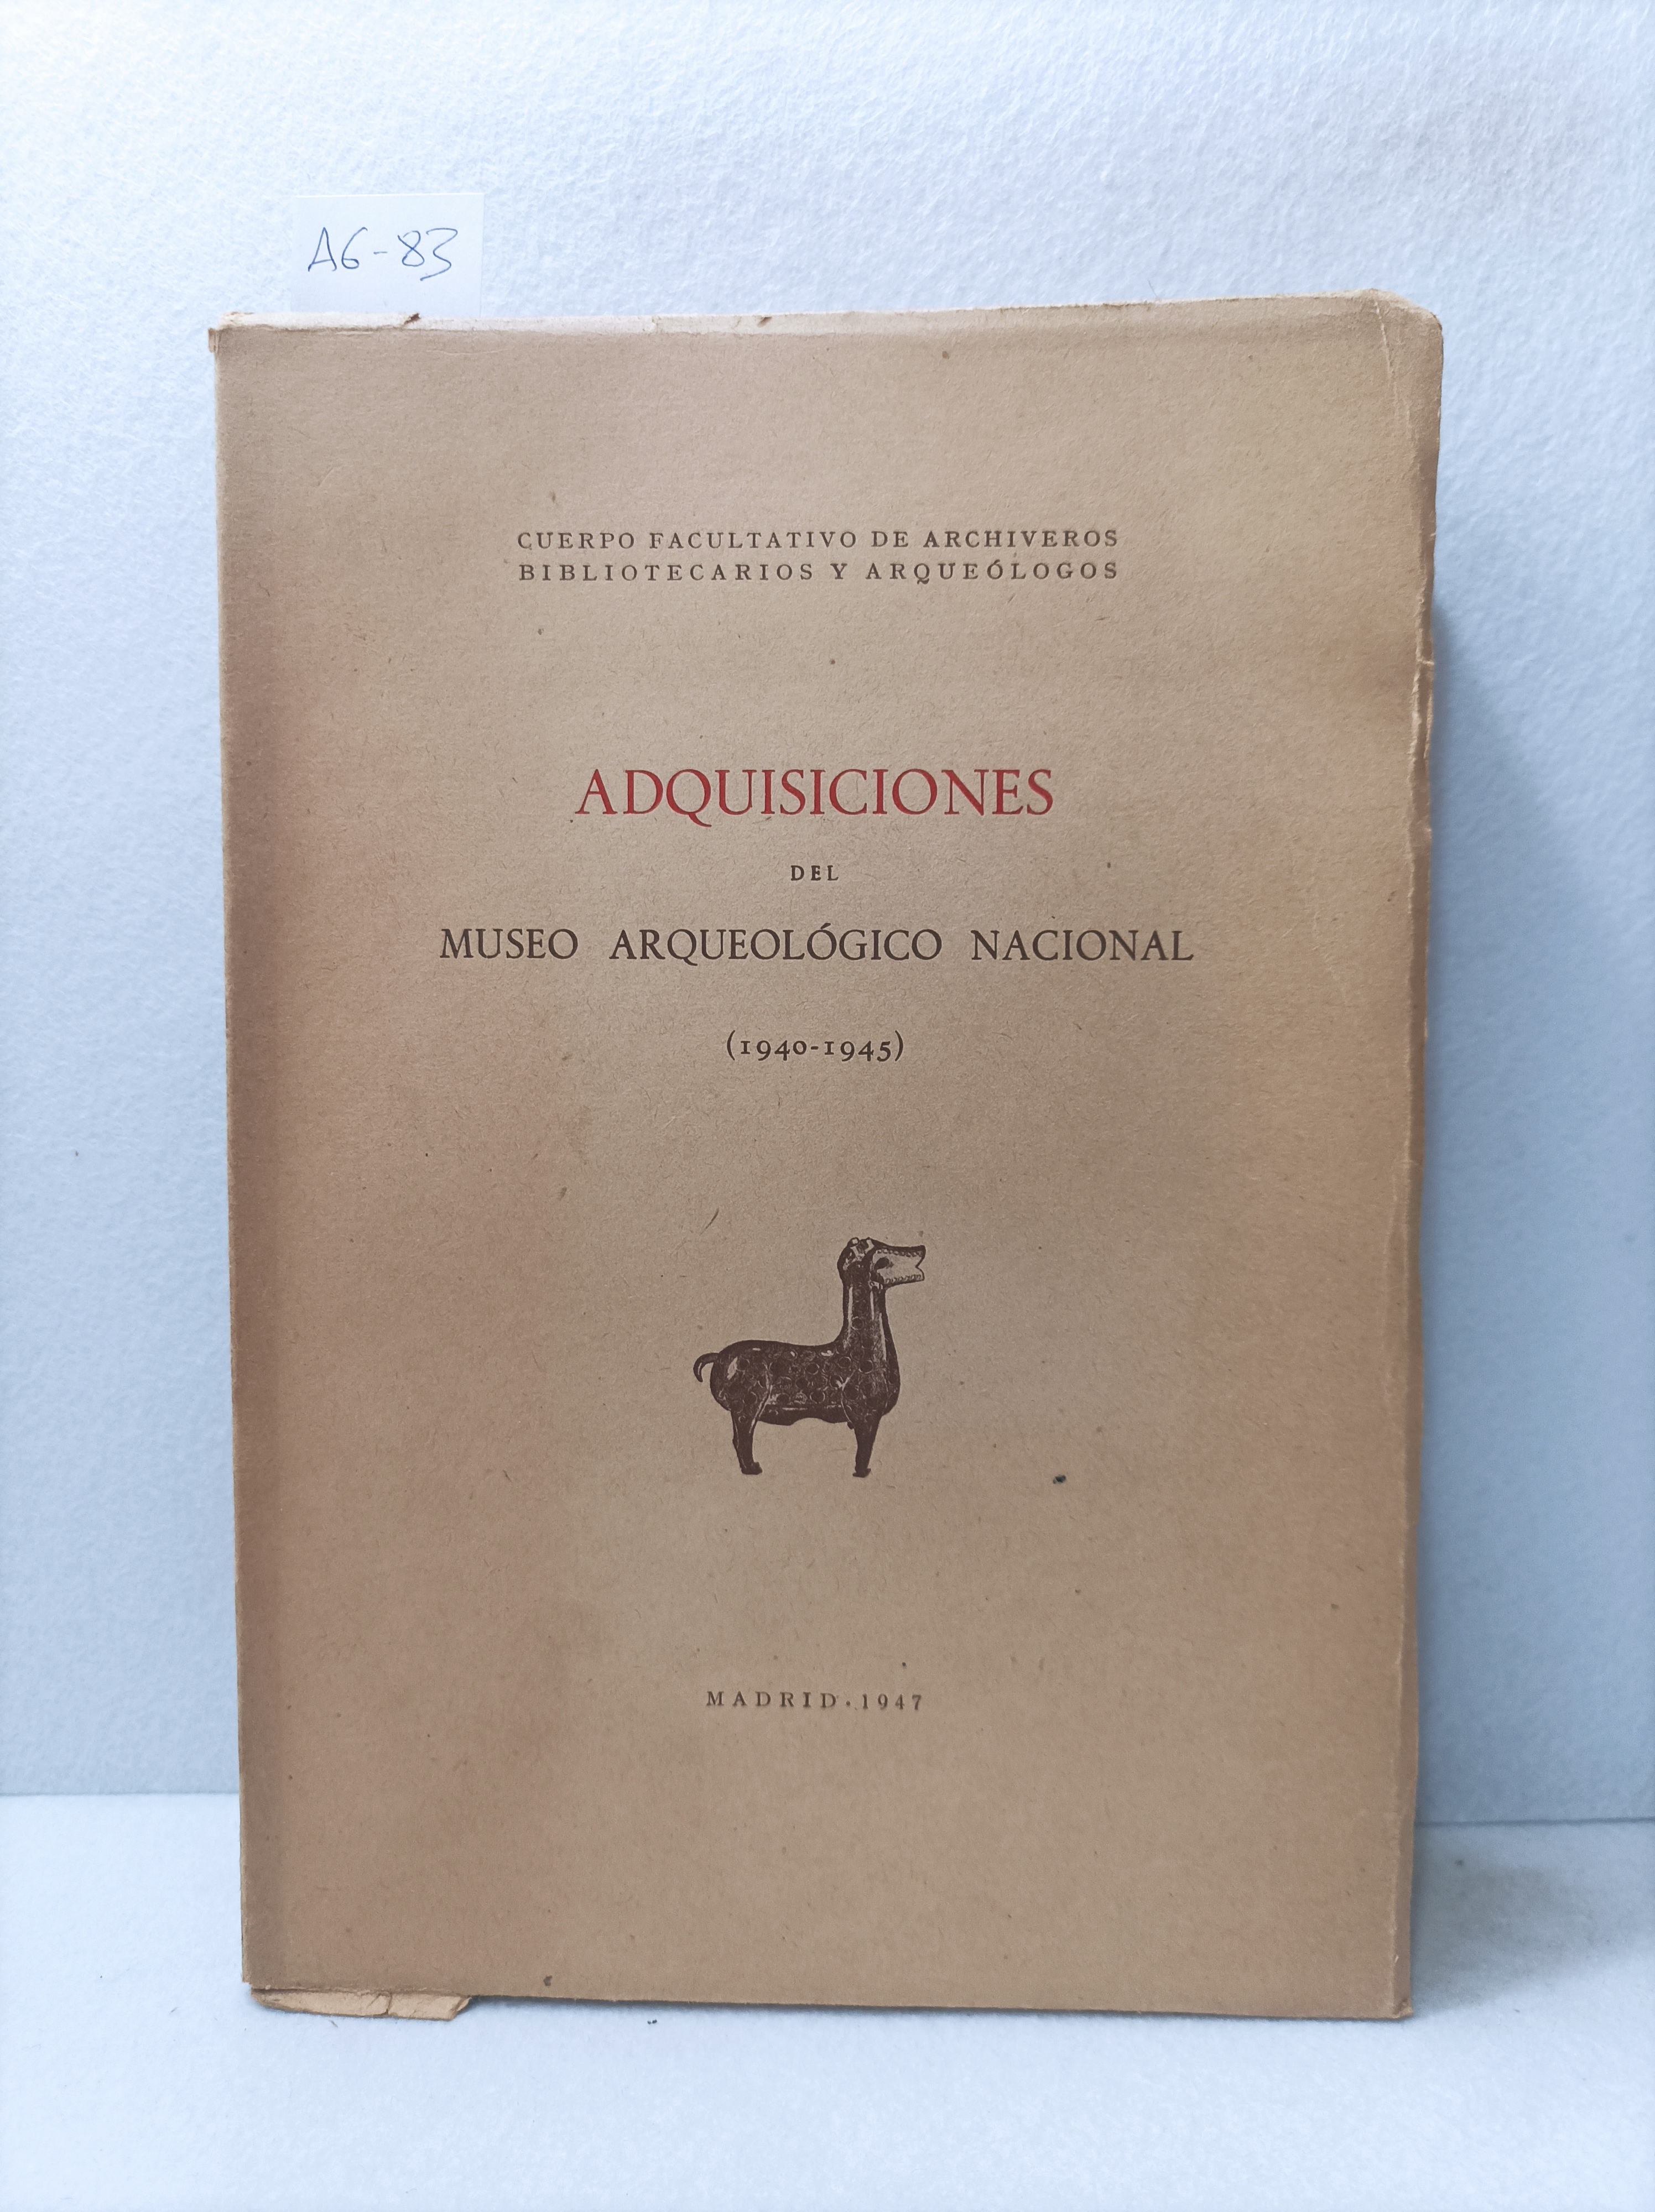 A6-83
CUERPO FACULTATIVO DE ARCHIVEROS
BIBLIOTECARIOS Y ARQUEÓLOGOS
ADQUISICIONES
DEL
MUSEO ARQUEOLÓGICO NACIONAL
(1940-1945)
MADRID.1947